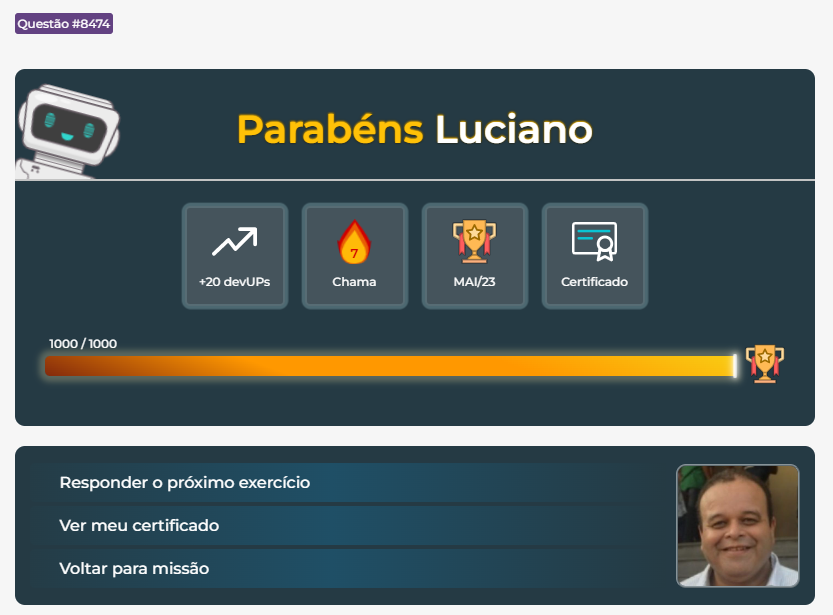 Questão #8474
Parabéns Luciano
+20 devUPs
7
Chama
MAI/23
Certificado
1000 / 1000
Responder o próximo exercício
Ver meu certificado
Voltar para missão